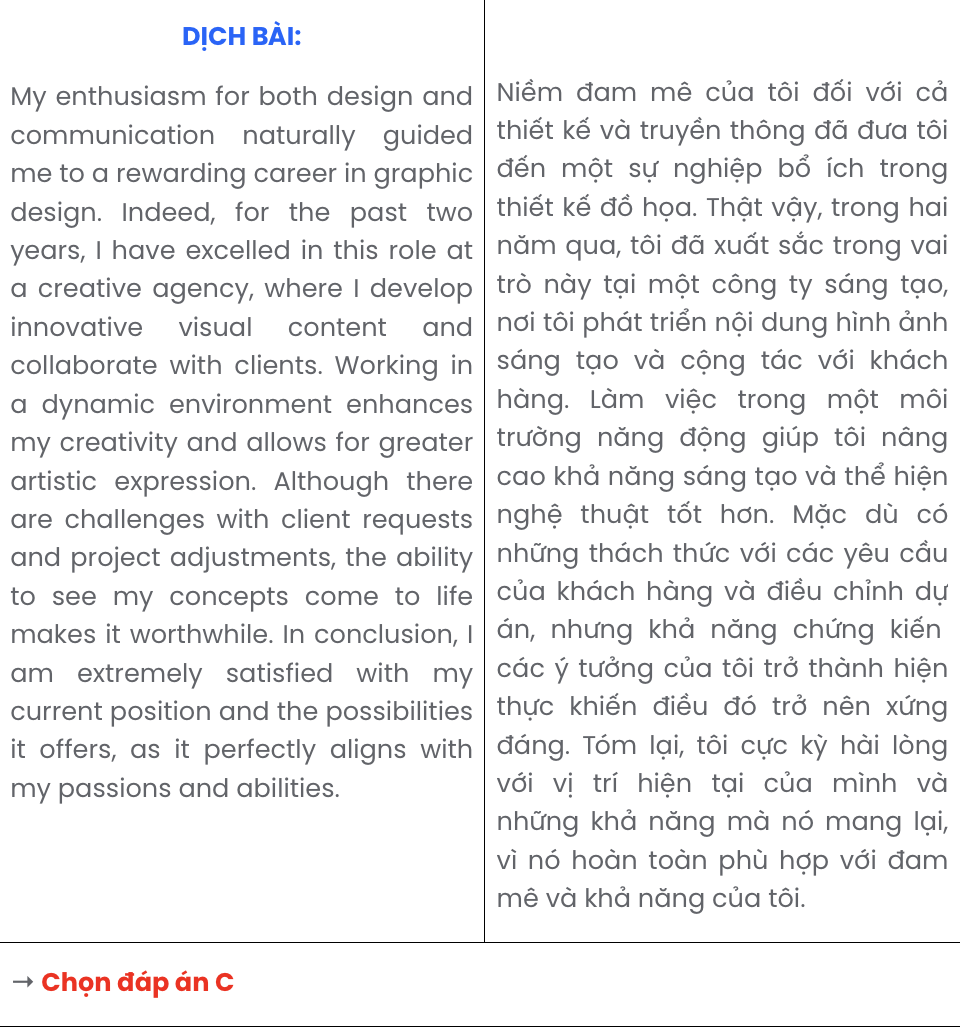 DỊCH BÀI:
My enthusiasm for both design and
communication naturally guided
me to a rewarding career in graphic
design. Indeed, for the past two
years, I have excelled in this role at
a creative agency, where I develop
innovative visual content and
collaborate with clients. Working in
a dynamic environment enhances
my creativity and allows for greater
artistic expression. Although there
are challenges with client requests
and project adjustments, the ability
to see my concepts come to life
makes it worthwhile. In conclusion, I
am extremely satisfied with my
current position and the possibilities
it offers, as it perfectly aligns with
my passions and abilities.
Niềm đam mê của tôi đối với cả
thiết kế và truyền thông đã đưa tôi
đến một sự nghiệp bổ ích trong
thiết kế đồ họa. Thật vậy, trong hai
năm qua, tôi đã xuất sắc trong vai
trò này tại một công ty sáng tạo,
nơi tôi phát triển nội dung hình ảnh
sáng tạo và cộng tác với khách
hàng. Làm việc trong một môi
trường năng động giúp tôi nâng
cao khả năng sáng tạo và thể hiện
nghệ thuật tốt hơn. Mặc dù có
những thách thức với các yêu cầu
của khách hàng và điều chỉnh dự
án, nhưng khả năng chứng kiến
các ý tưởng của tôi trở thành hiện
thực khiến điều đó trở nên xứng
đáng. Tóm lại, tôi cực kỳ hài lòng
với vị trí hiện tại của mình và
những khả năng mà nó mang lại,
vì nó hoàn toàn phù hợp với đam
mê và khả năng của tôi.
→ Chọn đáp án C